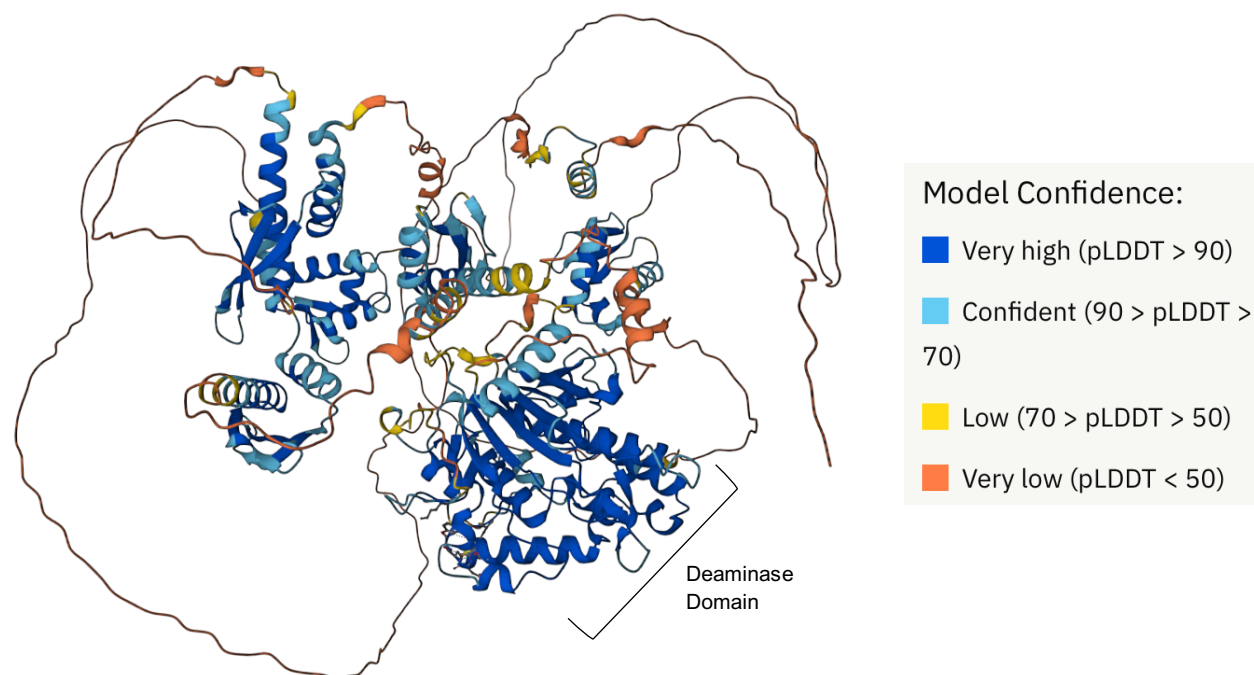 Model Confidence:
Very high (pLDDT > 90)
Confident (90 > pLDDT >
70)
Low (70 > pLDDT > 50)
Very low (pLDDT < 50)
Deaminase
Domain